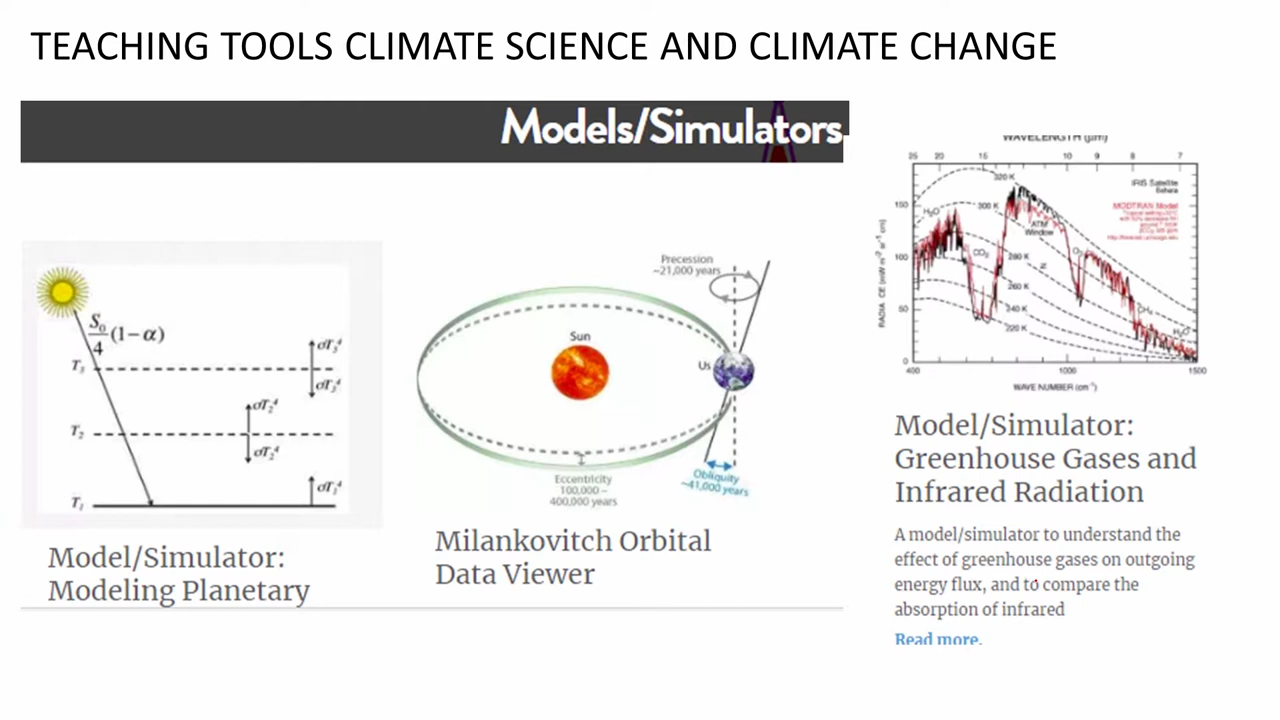 TEACHING TOOLS CLIMATE SCIENCE AND CLIMATE CHANGE
Models/Simulators
S₀/4 (1-α)
T₃
σT₃⁴
σT₃⁴
T₂
σT₂⁴
σT₂⁴
T₁
σT₁⁴
Model/Simulator:
Modeling Planetary
Precession
~21,000 years
Sun
Us
Eccentricity
100,000 –
400,000 years
Obliquity
~41,000 years
Milankovitch Orbital
Data Viewer
WAVELENGTH (μm)
25 20 15 10 9 8 7
IRIS Satellite
MODTRAN Model
320 K
300 K
280 K
260 K
240 K
220 K
H₂O
CO₂
ATM
Window
CH₄
H₂O
150
100
50
0
400 1000 1500
WAVE NUMBER (cm⁻¹)
Model/Simulator:
Greenhouse Gases and
Infrared Radiation
A model/simulator to understand the
effect of greenhouse gases on outgoing
energy flux, and to compare the
absorption of infrared
Read more.